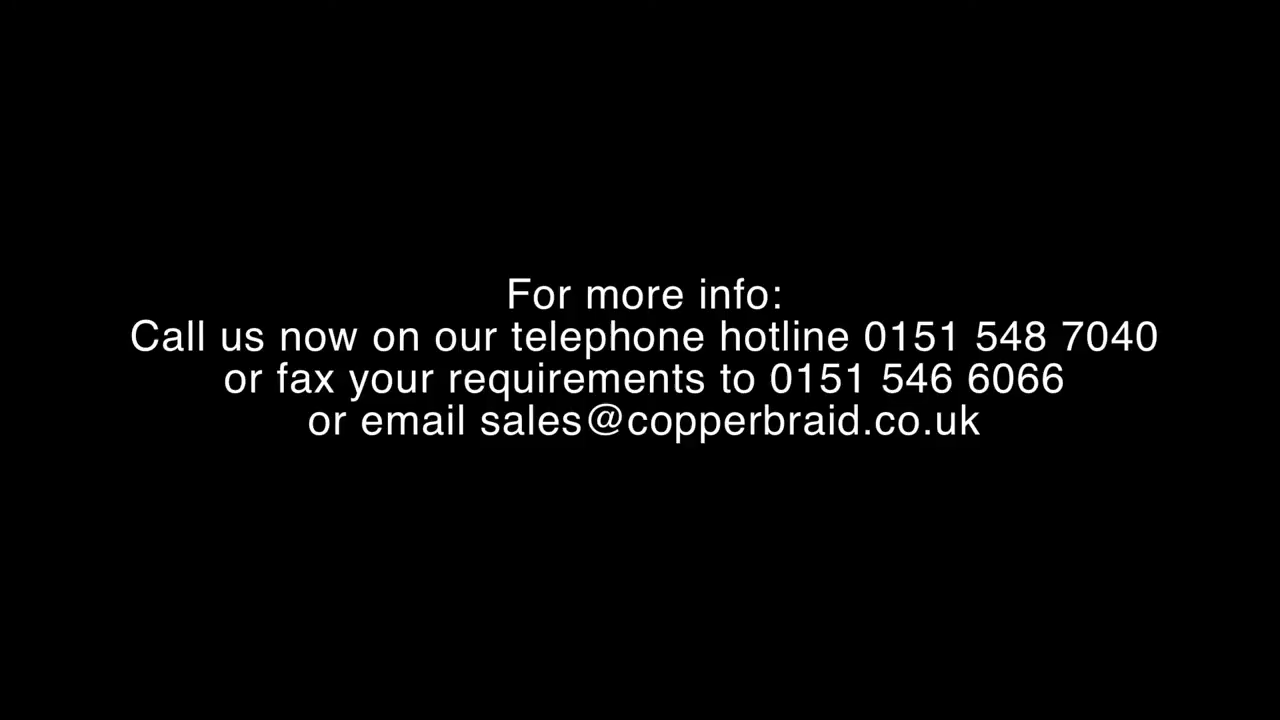 For more info:
Call us now on our telephone hotline 0151 548 7040
or fax your requirements to 0151 546 6066
or email sales@copperbraid.co.uk